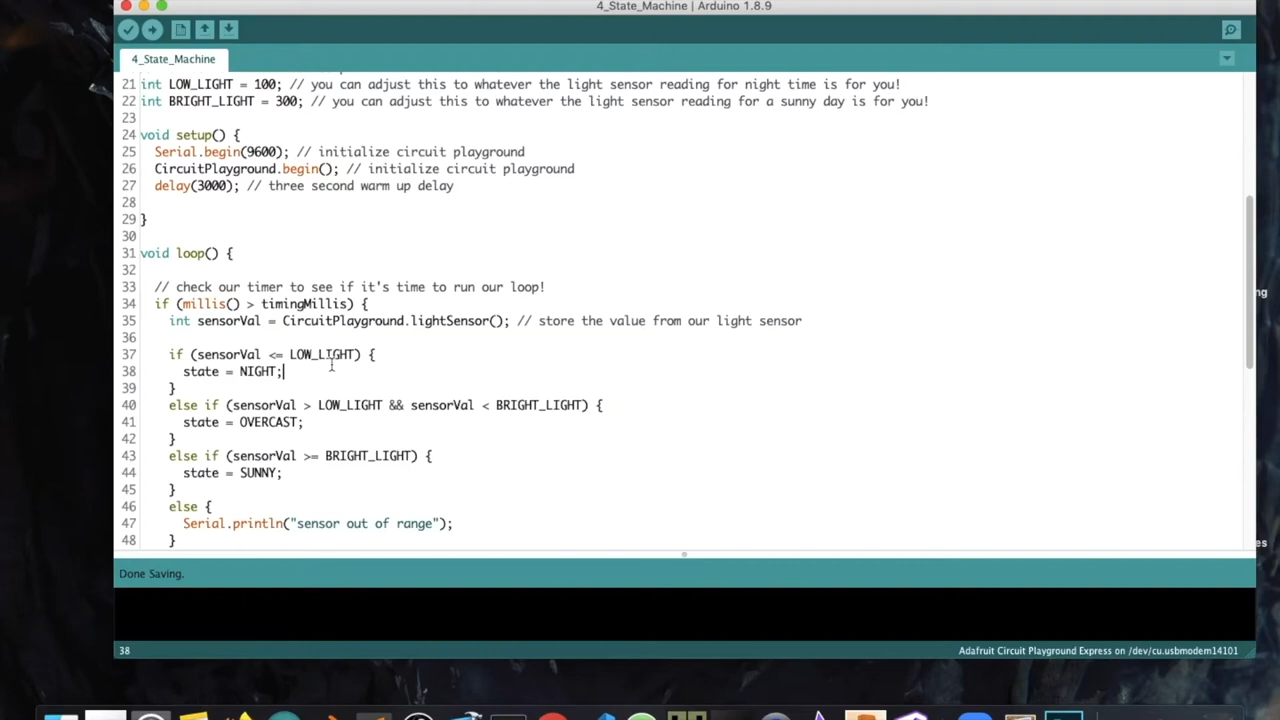 4_State_Machine | Arduino 1.8.9
4_State_Machine
21 int LOW_LIGHT = 100; // you can adjust this to whatever the light sensor reading for night time is for you!
22 int BRIGHT_LIGHT = 300; // you can adjust this to whatever the light sensor reading for a sunny day is for you!
23
24 void setup() {
25 Serial.begin(9600); // initialize circuit playground
26 CircuitPlayground.begin(); // initialize circuit playground
27 delay(3000); // three second warm up delay
28
29 }
30
31 void loop() {
32
33 // check our timer to see if it's time to run our loop!
34 if (millis() > timingMillis) {
35 int sensorVal = CircuitPlayground.lightSensor(); // store the value from our light sensor
36
37 if (sensorVal <= LOW_LIGHT) {
38 state = NIGHT;
39 }
40 else if (sensorVal > LOW_LIGHT && sensorVal < BRIGHT_LIGHT) {
41 state = OVERCAST;
42 }
43 else if (sensorVal >= BRIGHT_LIGHT) {
44 state = SUNNY;
45 }
46 else {
47 Serial.println("sensor out of range");
48 }
Done Saving.
38
Adafruit Circuit Playground Express on /dev/cu.usbmodem14101